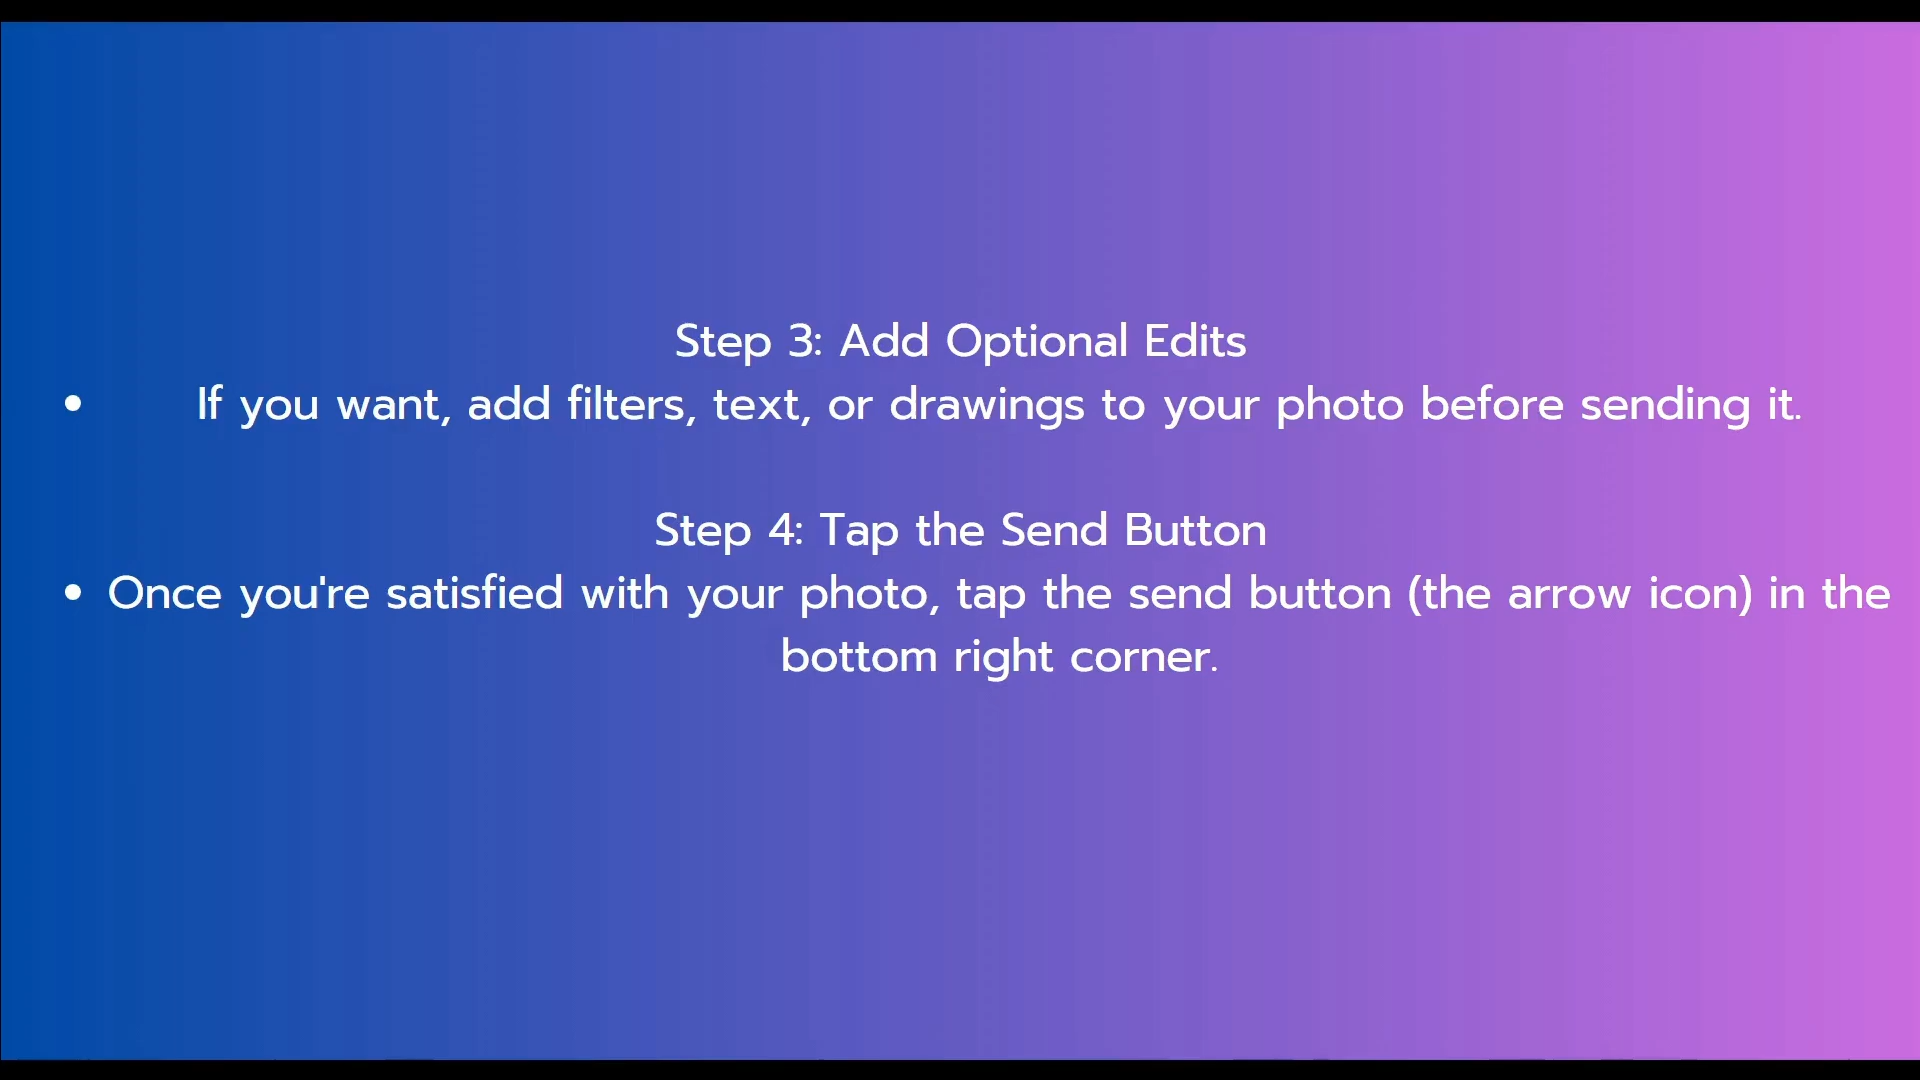 Step 3: Add Optional Edits
• If you want, add filters, text, or drawings to your photo before sending it.
Step 4: Tap the Send Button
• Once you're satisfied with your photo, tap the send button (the arrow icon) in the
bottom right corner.